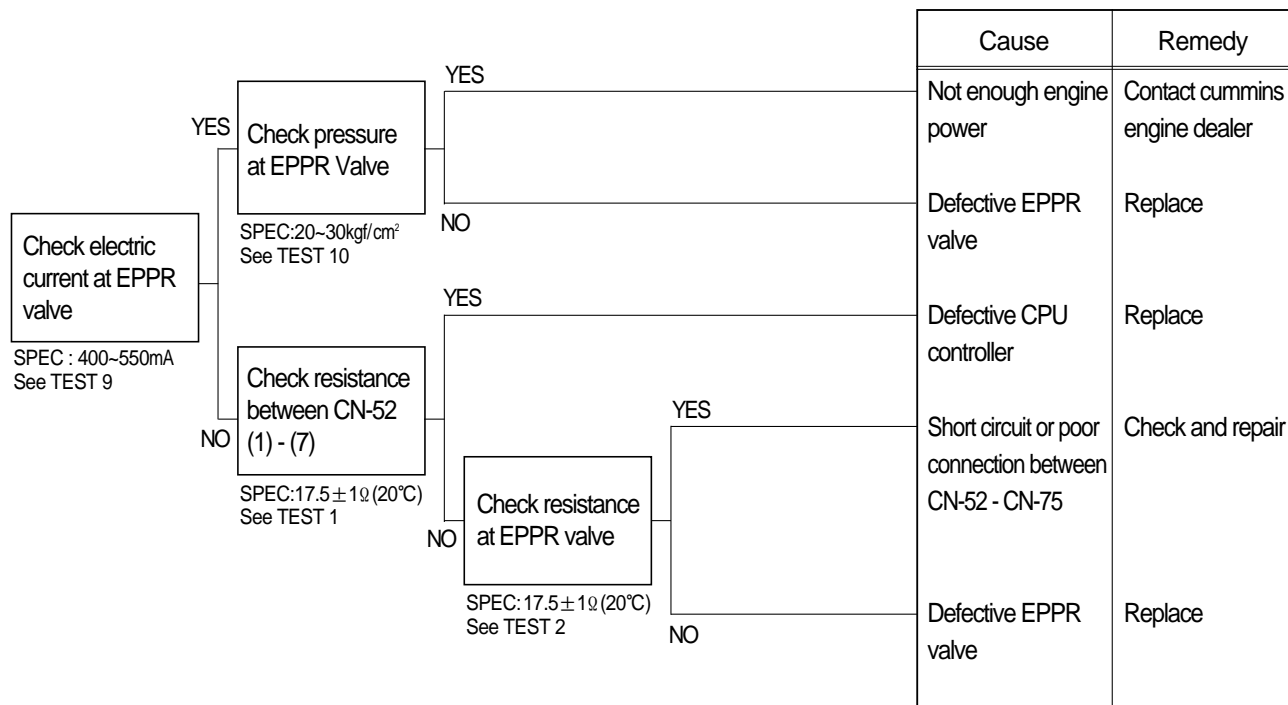 Cause
Remedy
YES
Not enough engine
power
Contact cummins
engine dealer
YES
Check pressure
at EPPR Valve
NO
Defective EPPR
valve
Replace
SPEC:20~30kgf/cm²
See TEST 10
Check electric
current at EPPR
valve
SPEC : 400~550mA
See TEST 9
YES
Defective CPU
controller
Replace
NO
Check resistance
between CN-52
(1) - (7)
SPEC:17.5±1Ω(20°C)
See TEST 1
YES
Short circuit or poor
connection between
CN-52 - CN-75
Check and repair
NO
Check resistance
at EPPR valve
SPEC:17.5±1Ω(20°C)
See TEST 2
NO
Defective EPPR
valve
Replace